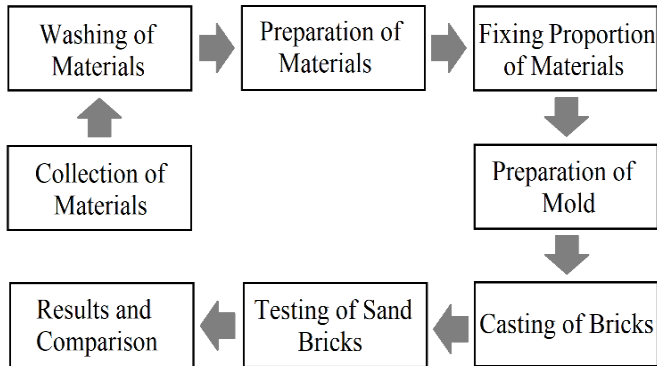 Washing of
Materials
Preparation of
Materials
Fixing Proportion
of Materials
Collection of
Materials
Preparation of
Mold
Results and
Comparison
Testing of Sand
Bricks
Casting of Bricks